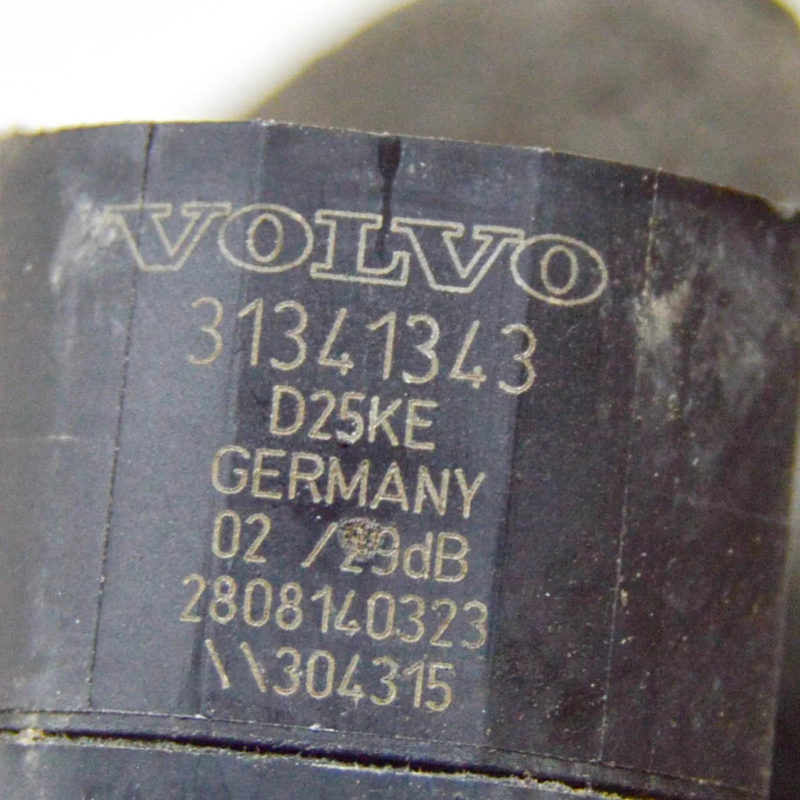 VOLVO
31341343
D25KE
GERMANY
02 /29dB
2808140323
\\304315